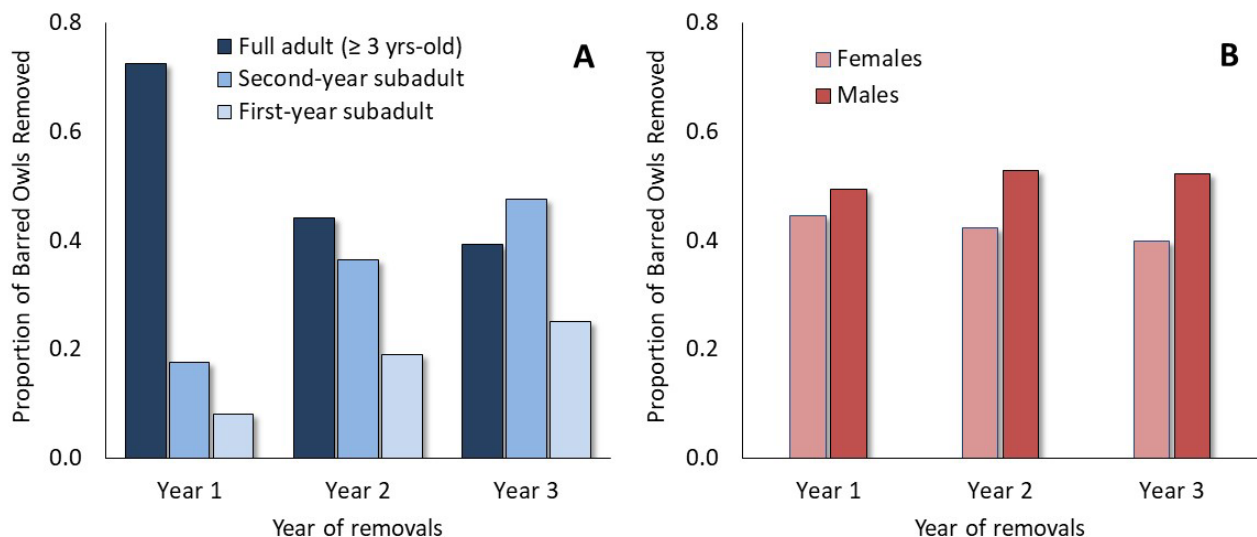 Proportion of Barred Owls Removed
0.8
0.6
0.4
0.2
0.0
A
Full adult (≥ 3 yrs-old)
Second-year subadult
First-year subadult
Year 1
Year 2
Year 3
Year of removals
Proportion of Barred Owls Removed
0.8
0.6
0.4
0.2
0.0
B
Females
Males
Year 1
Year 2
Year 3
Year of removals